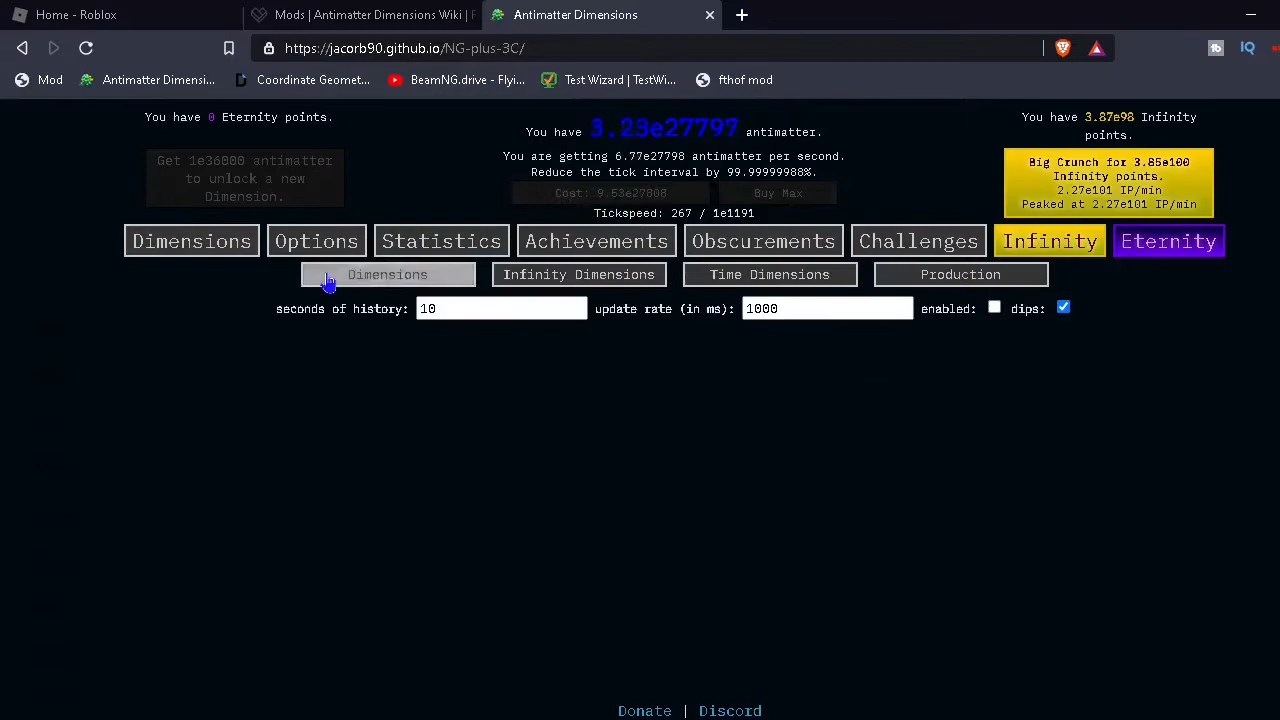 Home - Roblox
Mods | Antimatter Dimensions Wiki | F
Antimatter Dimensions
https://jacorb90.github.io/NG-plus-3C/
Mod
Antimatter Dimensi...
Coordinate Geomet...
BeamNG.drive - Flyi...
Test Wizard | TestWi...
fthof mod
You have 0 Eternity points.
Get 1e36000 antimatter
to unlock a new
Dimension.
You have 3.23e27797 antimatter.
You are getting 6.77e27798 antimatter per second.
Reduce the tick interval by 99.99999988%.
Cost: 9.53e27808
Buy Max
Tickspeed: 267 / 1e1191
You have 3.87e98 Infinity
points.
Big Crunch for 3.85e100
Infinity points.
2.27e101 IP/min
Peaked at 2.27e101 IP/min
Dimensions
Options
Statistics
Achievements
Obscurements
Challenges
Infinity
Eternity
Dimensions
Infinity Dimensions
Time Dimensions
Production
seconds of history: 10 update rate (in ms): 1000 enabled: dips:
Donate | Discord